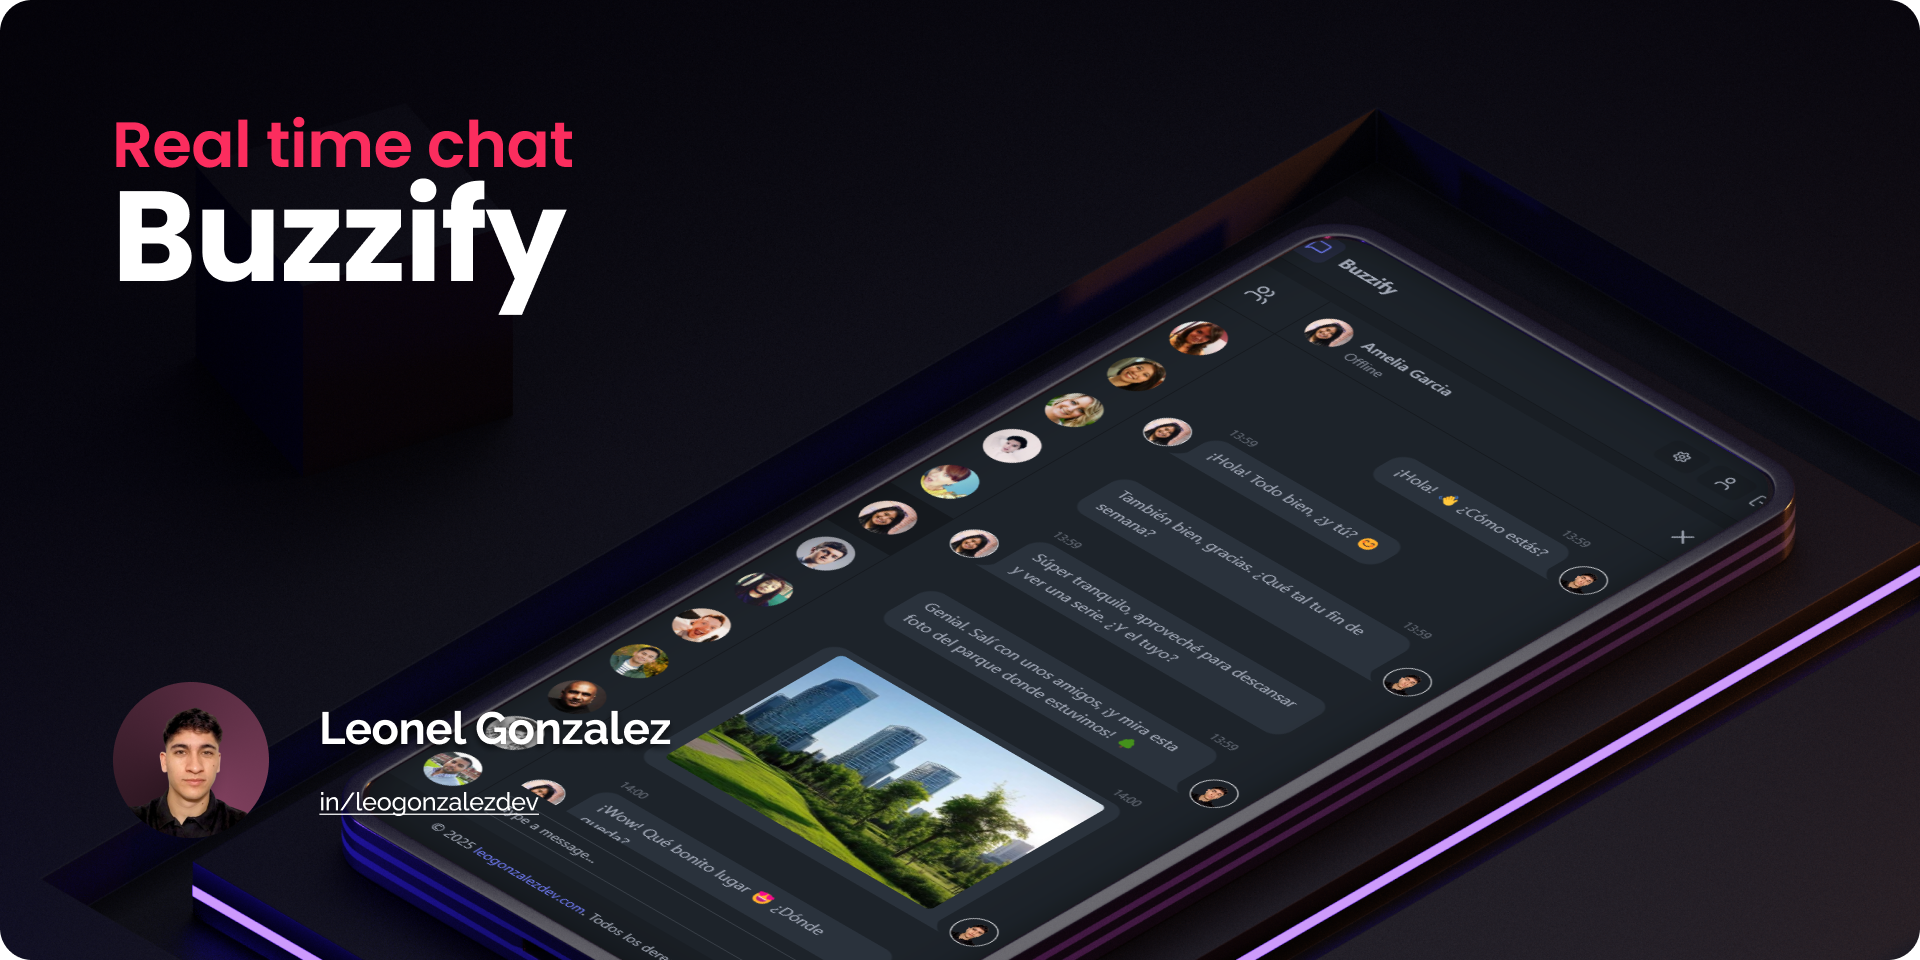 Real time chat
Buzzify
Leonel Gonzalez
in/leogonzalezdev
Buzzify
Amelia Garcia
Offline
13:59
¡Hola! 👋 ¿Cómo estás?
13:59
¡Hola! Todo bien, ¿y tú? 😊
13:59
También bien, gracias. ¿Qué tal tu fin de
semana?
13:59
Súper tranquilo, aproveché para descansar
y ver una serie. ¿Y el tuyo?
13:59
Genial. Salí con unos amigos, ¡y mira esta
foto del parque donde estuvimos! 🌳
14:00
14:00
¡Wow! Qué bonito lugar 😍 ¿Dónde
queda?
Type a message...
© 2025 leogonzalezdev.com. Todos los dere